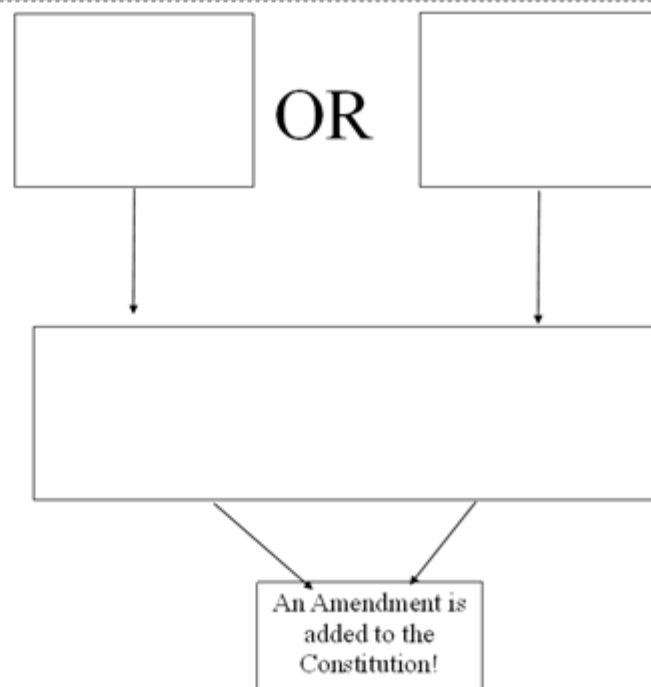 OR
An Amendment is
added to the
Constitution!